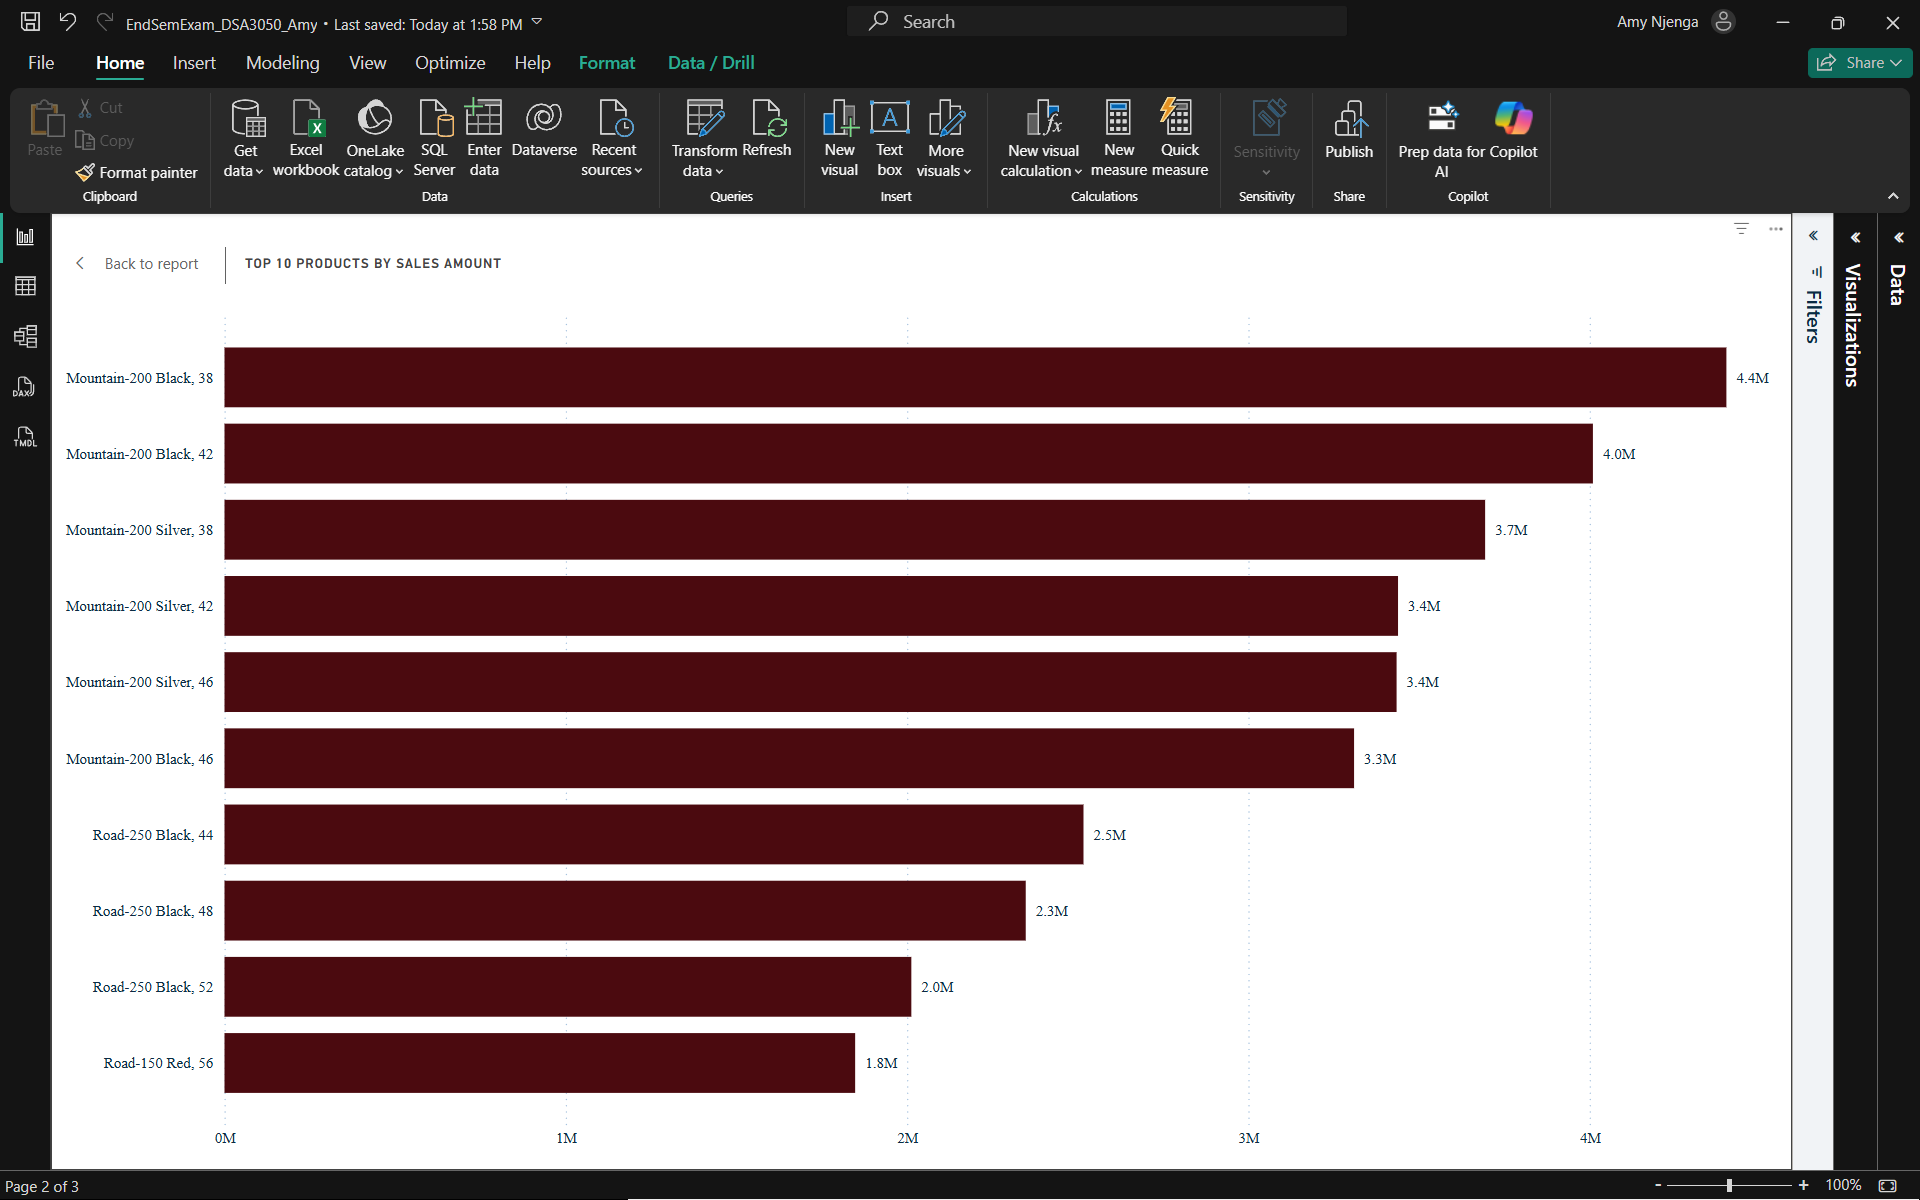 EndSemExam_DSA3050_Amy • Last saved: Today at 1:58 PM
Search
Amy Njenga
File Home Insert Modeling View Optimize Help Format Data / Drill
Share
Paste
Cut
Copy
Format painter
Clipboard
Get data
Excel workbook
OneLake catalog
SQL Server
Enter data
Dataverse
Recent sources
Data
Transform data
Refresh
Queries
New visual
Text box
More visuals
Insert
New visual calculation
New measure
Quick measure
Calculations
Sensitivity
Sensitivity
Publish
Share
Prep data for AI
Copilot
Copilot
DAX
TMDL
Back to report
TOP 10 PRODUCTS BY SALES AMOUNT
Mountain-200 Black, 38 4.4M
Mountain-200 Black, 42 4.0M
Mountain-200 Silver, 38 3.7M
Mountain-200 Silver, 42 3.4M
Mountain-200 Silver, 46 3.4M
Mountain-200 Black, 46 3.3M
Road-250 Black, 44 2.5M
Road-250 Black, 48 2.3M
Road-250 Black, 52 2.0M
Road-150 Red, 56 1.8M
0M 1M 2M 3M 4M
Filters
Visualizations
Data
Page 2 of 3
- + 100%